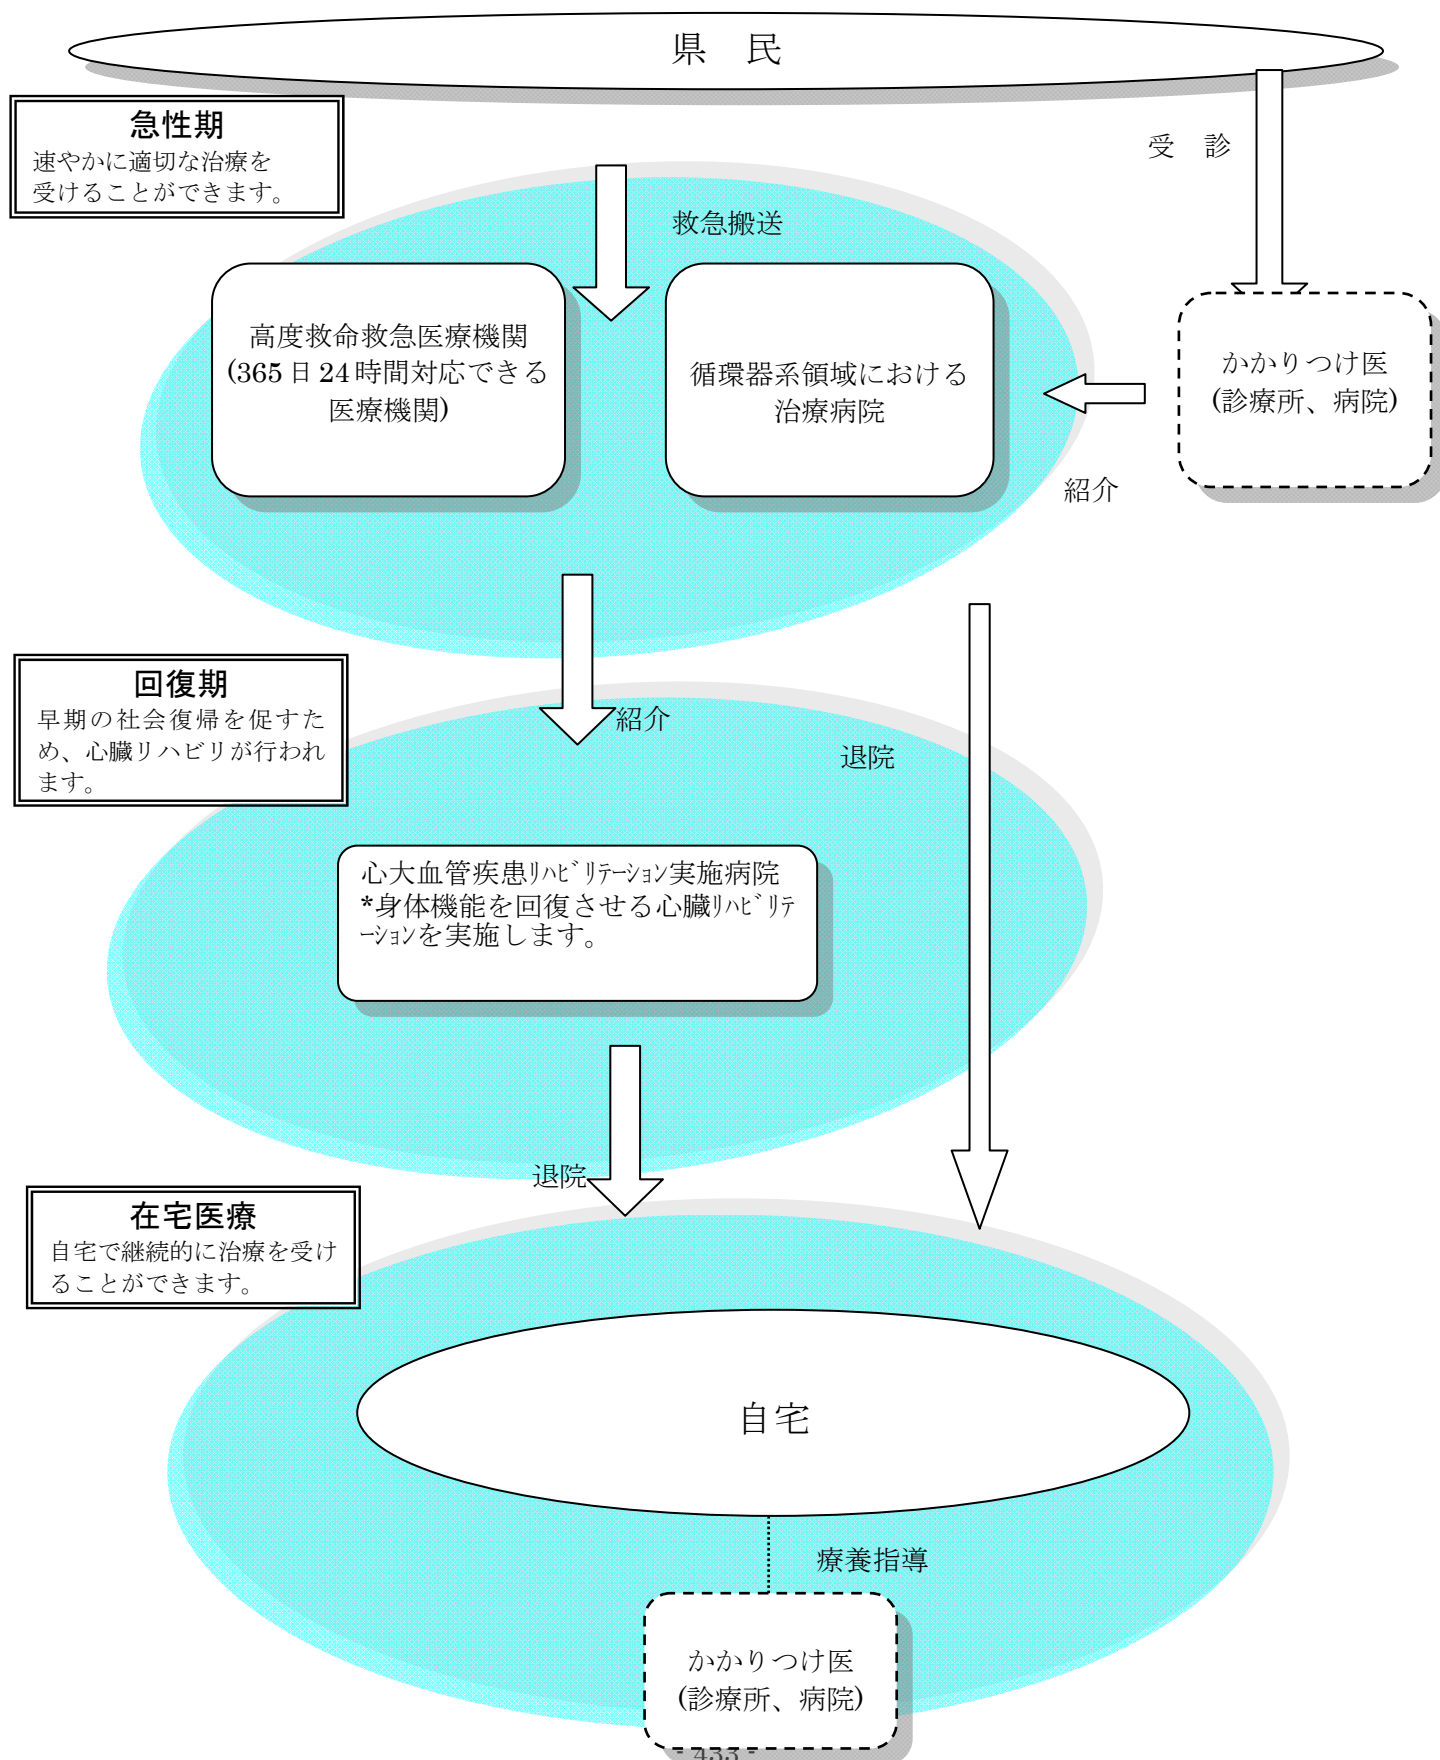 県　民
急性期
速やかに適切な治療を
受けることができます。
受　診
救急搬送
高度救命救急医療機関
(365日24時間対応できる
医療機関)
循環器系領域における
治療病院
かかりつけ医
(診療所、病院)
紹介
回復期
早期の社会復帰を促すた
め、心臓リハビリが行われ
ます。
紹介
退院
心大血管疾患ﾘﾊﾋﾞﾘﾃｰｼｮﾝ実施病院
*身体機能を回復させる心臓ﾘﾊﾋﾞﾘﾃ
ｰｼｮﾝを実施します。
退院
在宅医療
自宅で継続的に治療を受け
ることができます。
自宅
療養指導
かかりつけ医
(診療所、病院)
- 433 -